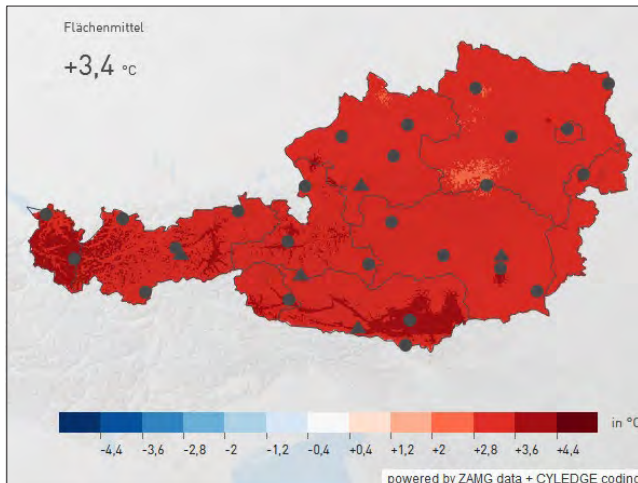 Flächenmittel
+3,4 °C
in °C
-4,4 -3,6 -2,8 -2 -1,2 -0,4 +0,4 +1,2 +2 +2,8 +3,6 +4,4
powered by ZAMG data + CYLEDGE coding